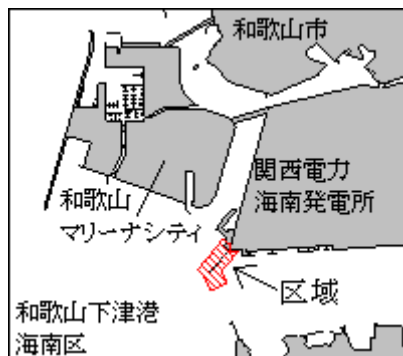 和歌山市
関西電力
海南発電所
和歌山
マリーナシティ
区域
和歌山下津港
海南区